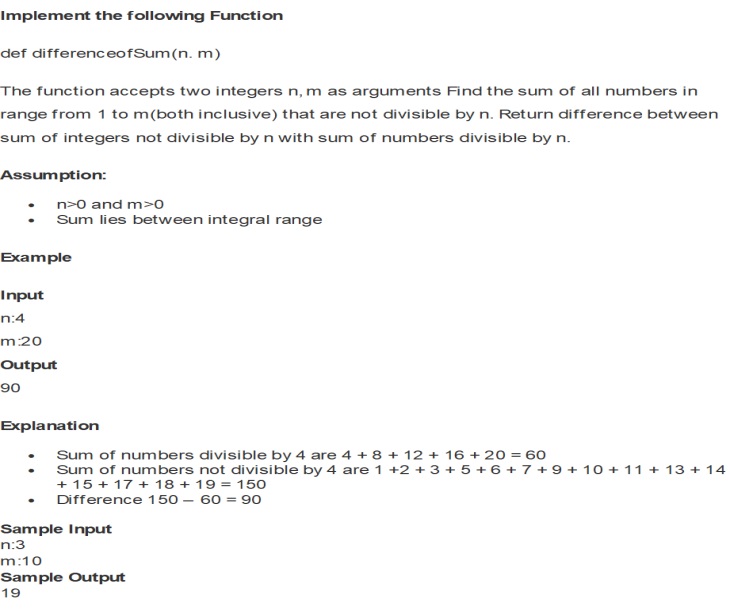 Implement the following Function
def differenceofSum(n. m)
The function accepts two integers n, m as arguments Find the sum of all numbers in
range from 1 to m(both inclusive) that are not divisible by n. Return difference between
sum of integers not divisible by n with sum of numbers divisible by n.
Assumption:
• n>0 and m>0
• Sum lies between integral range
Example
Input
n:4
m:20
Output
90
Explanation
• Sum of numbers divisible by 4 are 4 + 8 + 12 + 16 + 20 = 60
• Sum of numbers not divisible by 4 are 1 +2 + 3 + 5 + 6 + 7 + 9 + 10 + 11 + 13 + 14
+ 15 + 17 + 18 + 19 = 150
• Difference 150 – 60 = 90
Sample Input
n:3
m:10
Sample Output
19